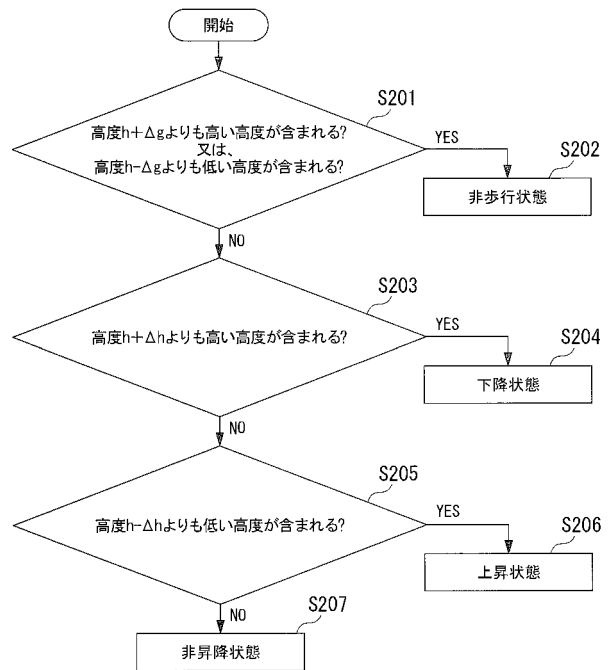 開始
S201
高度h+Δgよりも高い高度が含まれる?
又は、
高度h-Δgよりも低い高度が含まれる?
YES
S202
非歩行状態
NO
S203
高度h+Δhよりも高い高度が含まれる?
YES
S204
下降状態
NO
S205
高度h-Δhよりも低い高度が含まれる?
YES
S206
上昇状態
NO
S207
非昇降状態